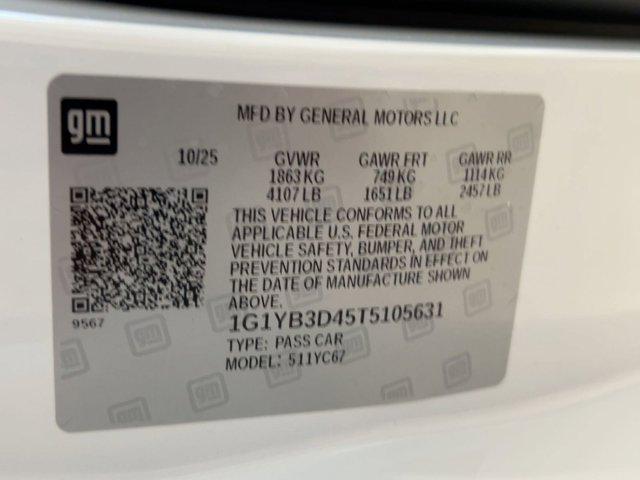 gm
MFD BY GENERAL MOTORS LLC
10/25 GVWR GAWR FRT GAWR RR
1863 KG 749 KG 1114 KG
4107 LB 1651 LB 2457 LB
THIS VEHICLE CONFORMS TO ALL
APPLICABLE U.S. FEDERAL MOTOR
VEHICLE SAFETY, BUMPER, AND THEFT
PREVENTION STANDARDS IN EFFECT ON
THE DATE OF MANUFACTURE SHOWN
ABOVE.
9567
1G1YB3D45T5105631
TYPE: PASS CAR
MODEL: 511YC67